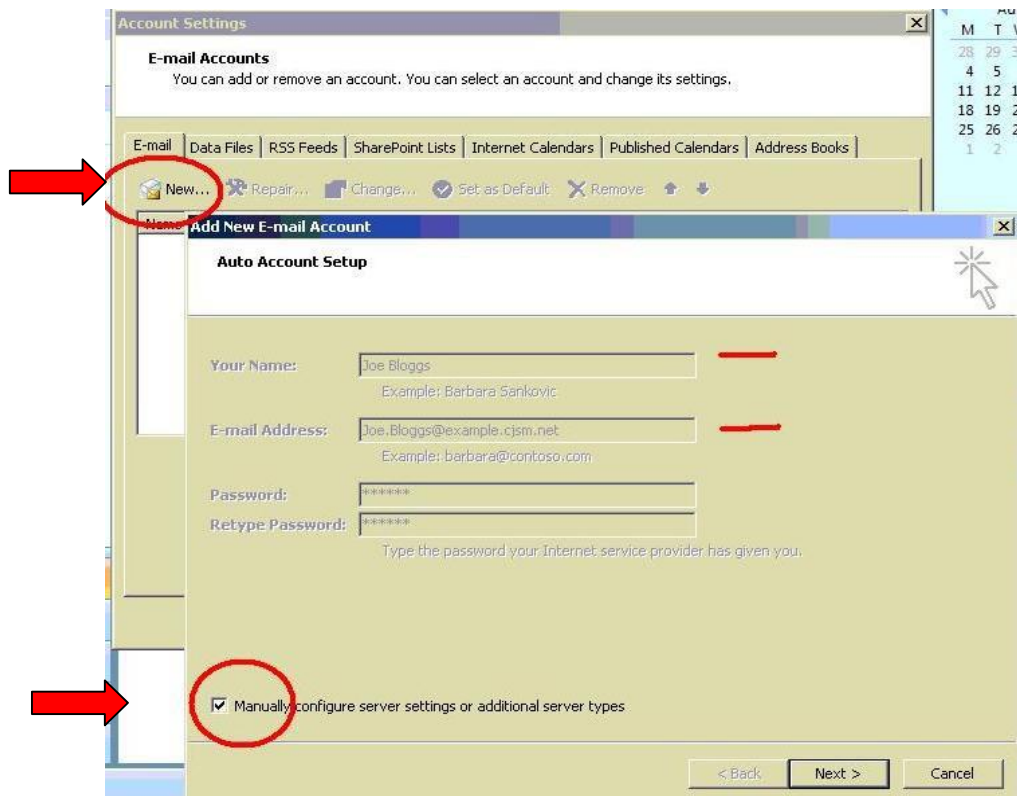 Account Settings
E-mail Accounts
You can add or remove an account. You can select an account and change its settings.
E-mail Data Files RSS Feeds SharePoint Lists Internet Calendars Published Calendars Address Books
New... Repair... Change... Set as Default Remove
Name
Add New E-mail Account
Auto Account Setup
Your Name: Joe Bloggs
Example: Barbara Sankovic
E-mail Address: Joe.Bloggs@example.cjsm.net
Example: barbara@contoso.com
Password: ******
Retype Password: ******
Type the password your Internet service provider has given you.
Manually configure server settings or additional server types
< Back Next > Cancel
M T
28 29
4 5
11 12
18 19
25 26
1 2